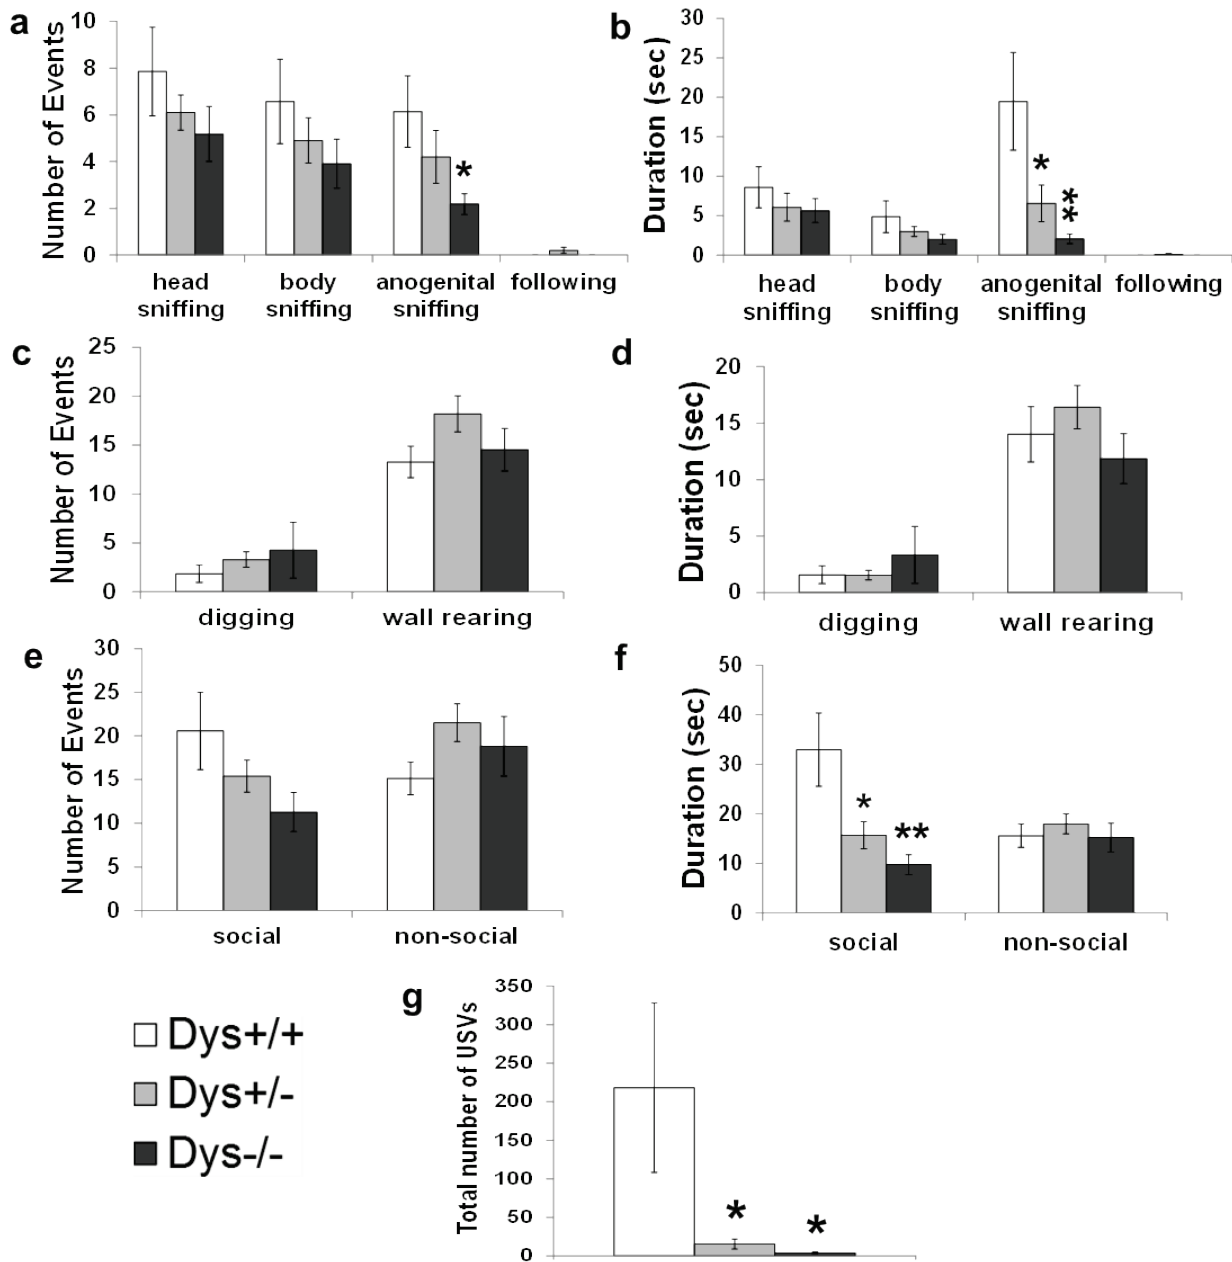 a
Number of Events
10
8
6
4
2
0
*
head sniffing
body sniffing
anogenital sniffing
following
b
Duration (sec)
30
25
20
15
10
5
0
*
**
head sniffing
body sniffing
anogenital sniffing
following
c
Number of Events
25
20
15
10
5
0
digging
wall rearing
d
Duration (sec)
20
15
10
5
0
digging
wall rearing
e
Number of Events
30
25
20
15
10
5
0
social
non-social
f
Duration (sec)
50
40
30
20
10
0
*
**
social
non-social
Dys+/+
Dys+/-
Dys-/-
g
Total number of USVs
350
300
250
200
150
100
50
0
*
*